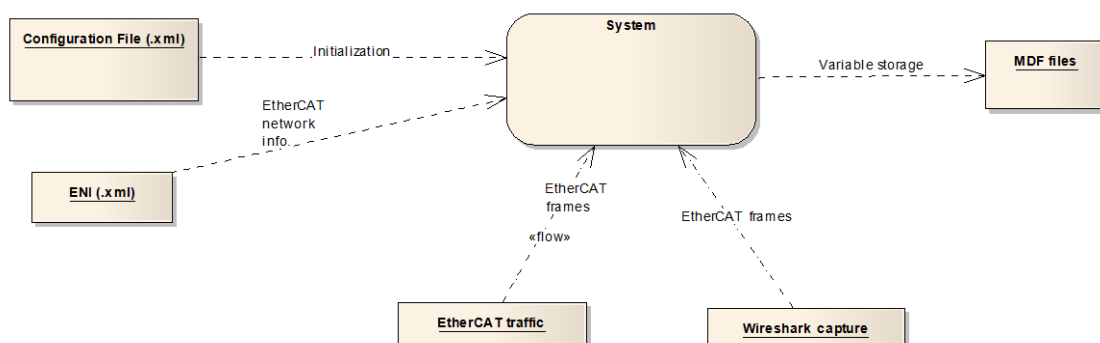 System
Configuration File (.xml)
Initialization
Variable storage
MDF files
EtherCAT
network
info.
ENI (.xml)
EtherCAT
frames
«flow»
EtherCAT frames
EtherCAT traffic
Wireshark capture